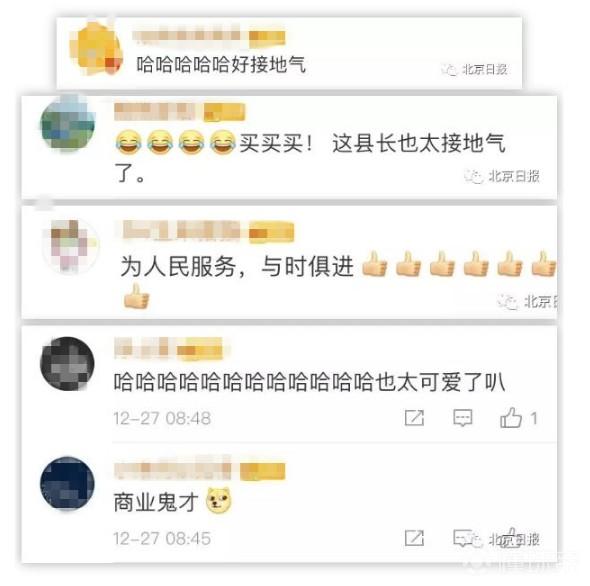 哈哈哈哈哈好接地气
北京日报
😂😂😂😂买买买！这县长也太接地气
了。
北京日报
为人民服务，与时俱进👍👍👍👍👍👍
👍
北京日
哈哈哈哈哈哈哈哈哈哈哈哈也太可爱了叭
12-27 08:48
1
商业鬼才
12-27 08:45
北京日报